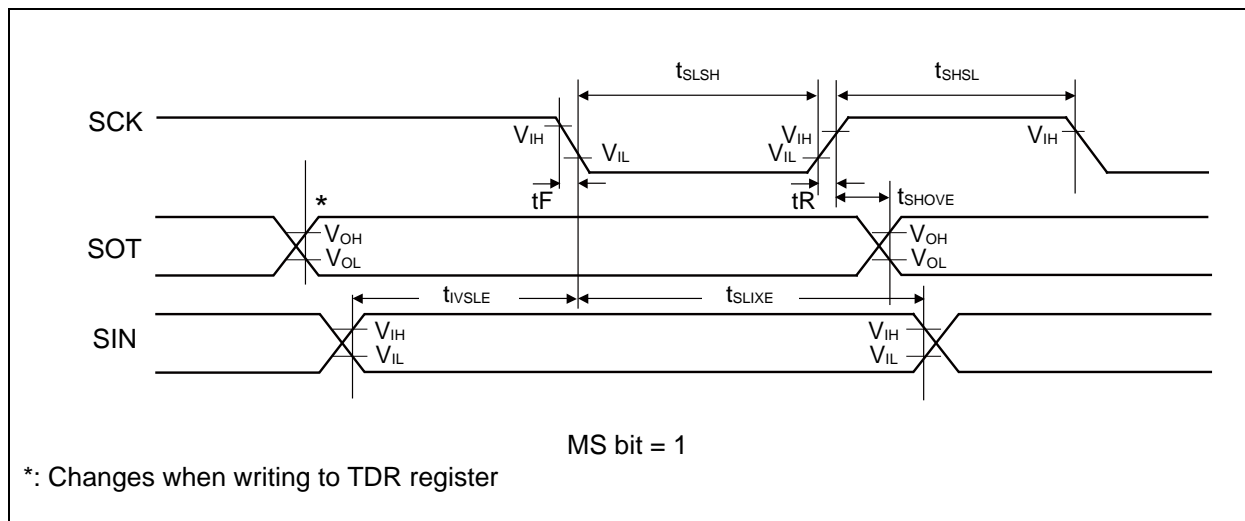 tSLSH tSHSL
SCK VIH VIL VIH VIL VIH
tF tR tSHOVE
*
SOT VOH VOL VOH VOL
tIVSLE tSLIXE
SIN VIH VIL VIH VIL
MS bit = 1
*: Changes when writing to TDR register